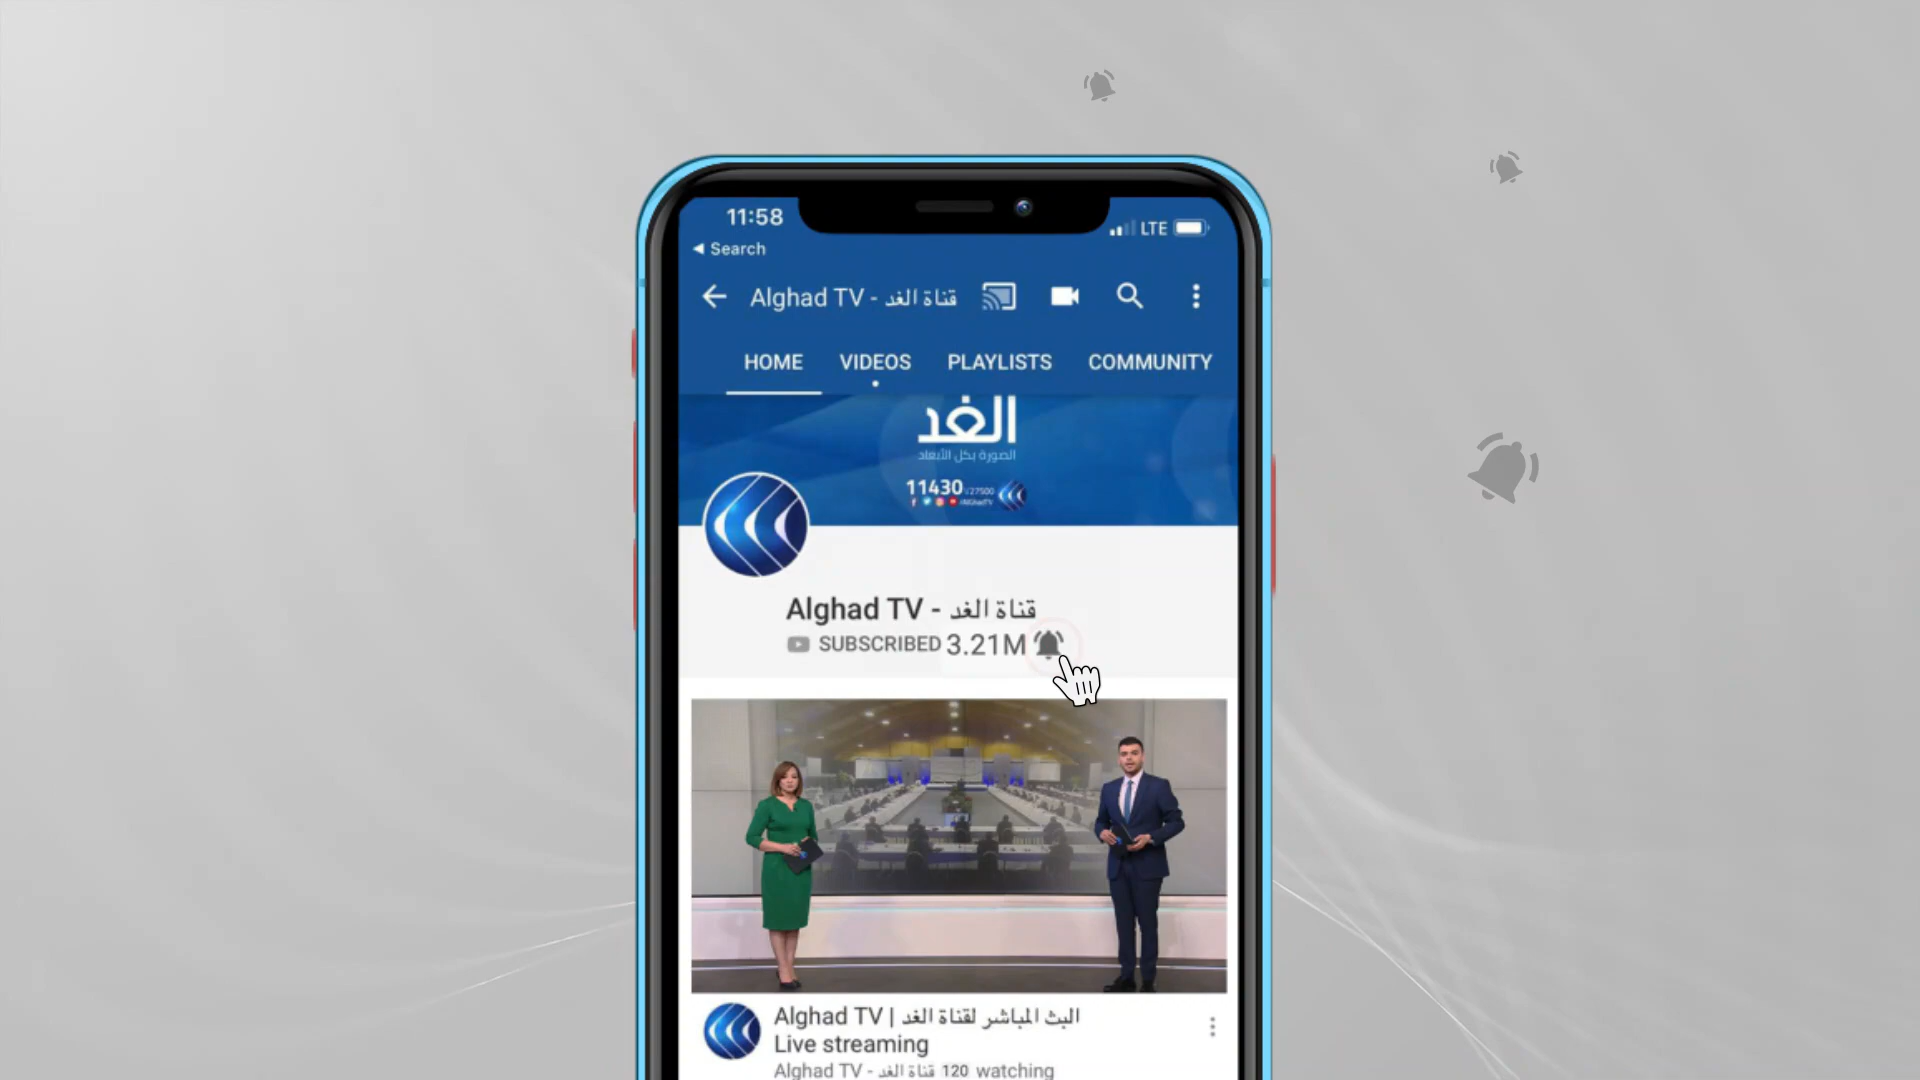 11:58
LTE
Search
Alghad TV - قناة الغد
HOME VIDEOS PLAYLISTS COMMUNITY
الغد
الصورة بكل الأبعاد
11430 27500
Alghad TV - قناة الغد
SUBSCRIBED 3.21M
Alghad TV | البث المباشر لقناة الغد
Live streaming
Alghad TV - قناة الغد 120 watching